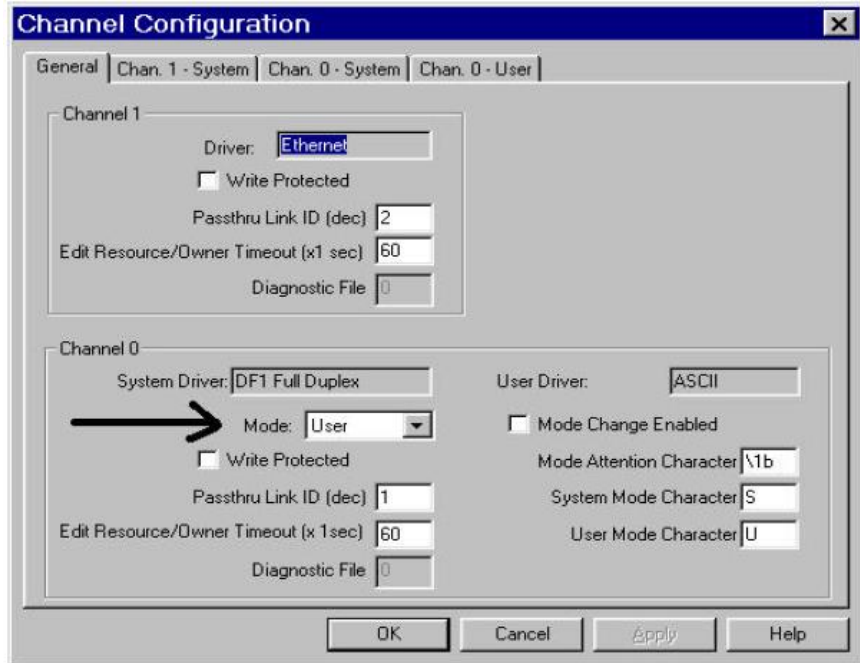 Channel Configuration
General Chan. 1 - System Chan. 0 - System Chan. 0 - User
Channel 1
Driver: Ethernet
Write Protected
Passthru Link ID (dec) 2
Edit Resource/Owner Timeout (x1 sec) 60
Diagnostic File 0
Channel 0
System Driver: DF1 Full Duplex User Driver: ASCII
Mode: User Mode Change Enabled
Write Protected Mode Attention Character \1b
Passthru Link ID (dec) 1 System Mode Character S
Edit Resource/Owner Timeout (x 1sec) 60 User Mode Character U
Diagnostic File 0
OK Cancel Apply Help